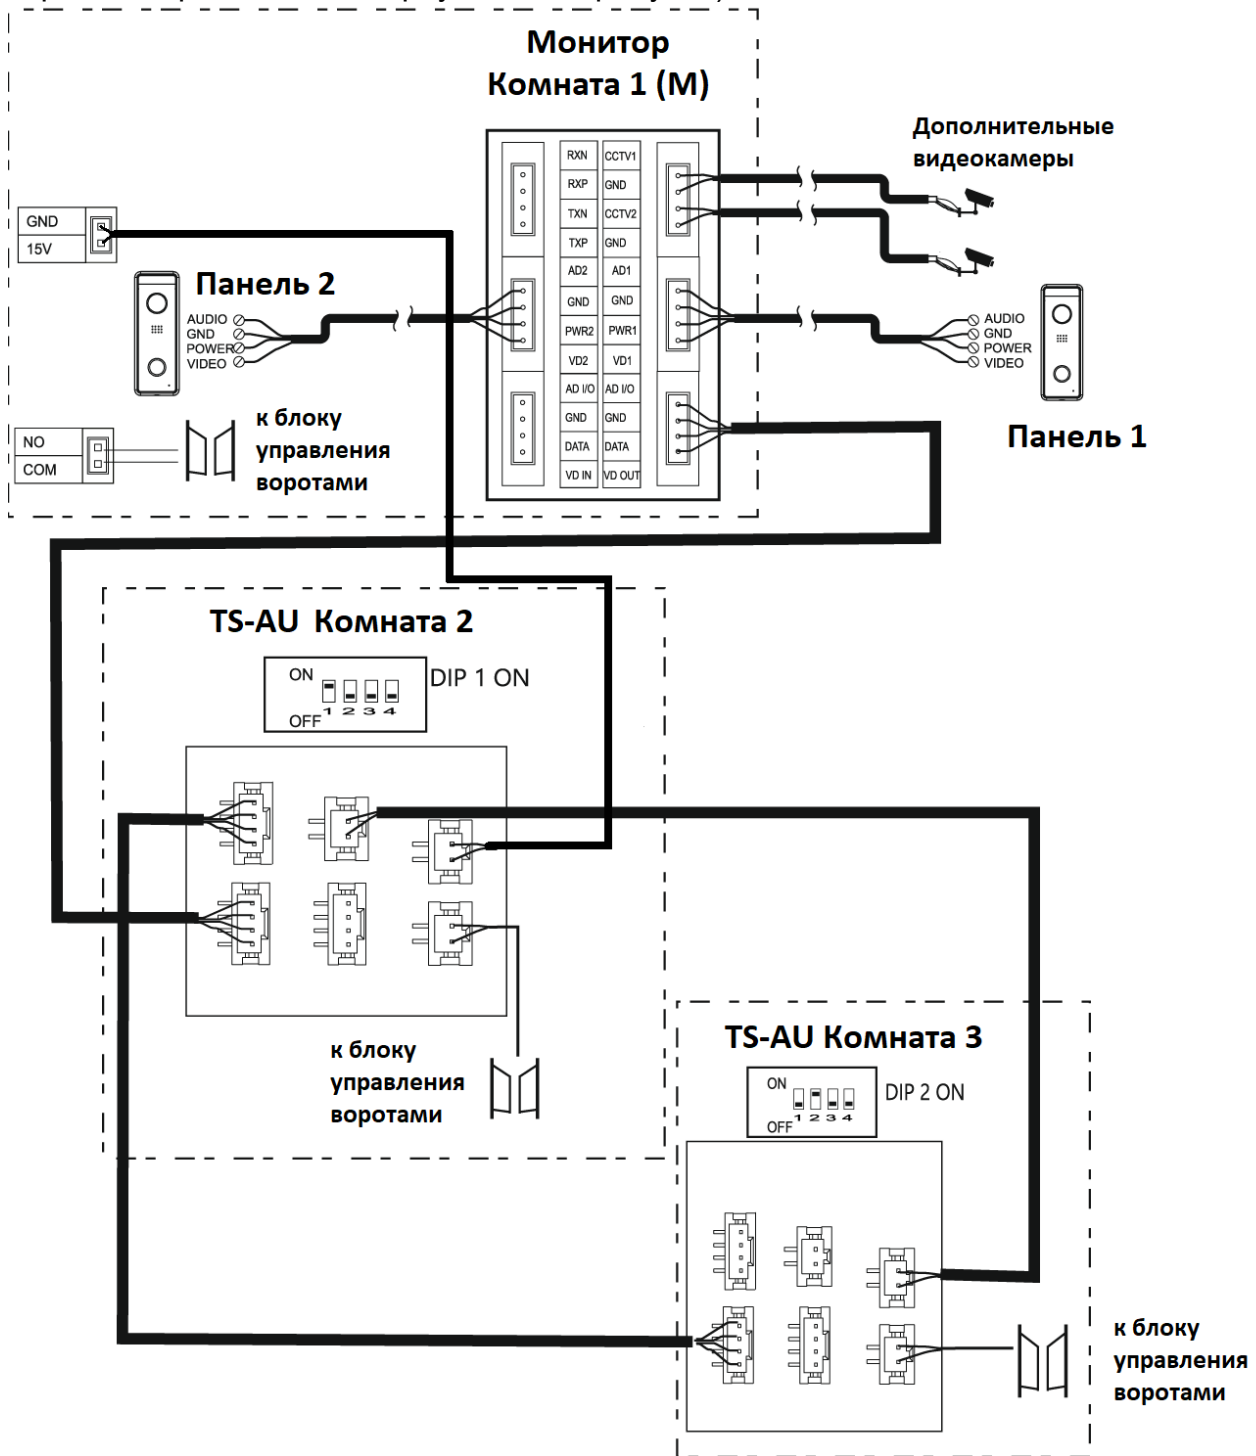 Монитор
Комната 1 (М)
Дополнительные
видеокамеры
RXN CCTV1
RXP GND
TXN CCTV2
TXP GND
AD2 AD1
GND GND
PWR2 PWR1
VD2 VD1
AD I/O AD I/O
GND GND
DATA DATA
VD IN VD OUT
GND
15V
Панель 2
AUDIO
GND
POWER
VIDEO
AUDIO
GND
POWER
VIDEO
Панель 1
NO
COM
к блоку
управления
воротами
TS-AU Комната 2
ON
1 2 3 4
OFF
DIP 1 ON
к блоку
управления
воротами
TS-AU Комната 3
ON
1 2 3 4
OFF
DIP 2 ON
к блоку
управления
воротами